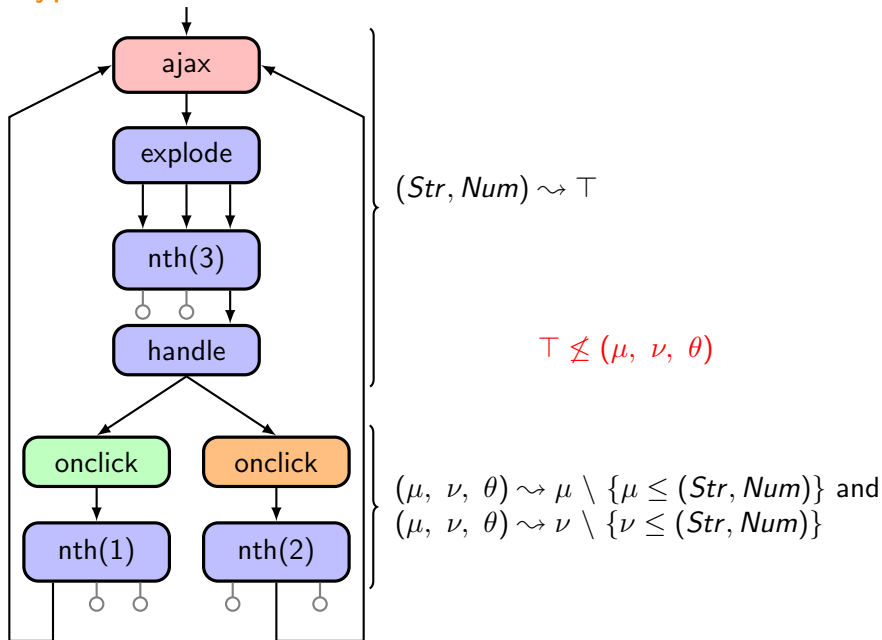 ajax
explode
(Str, Num) ⇝ ⊤
nth(3)
handle
⊤ ≰ (μ, ν, θ)
onclick
onclick
(μ, ν, θ) ⇝ μ \ {μ ≤ (Str, Num)} and
(μ, ν, θ) ⇝ ν \ {ν ≤ (Str, Num)}
nth(1)
nth(2)